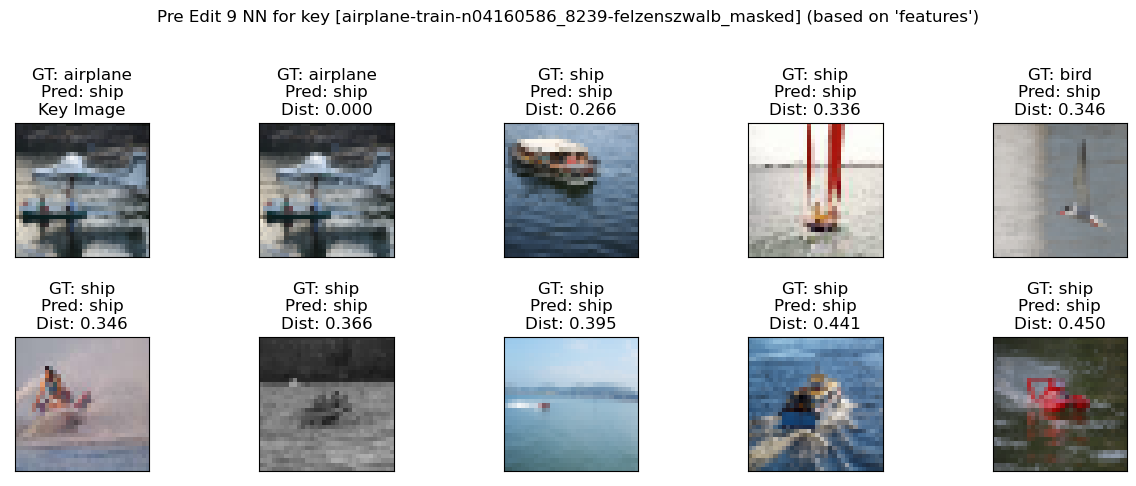 Pre Edit 9 NN for key [airplane-train-n04160586_8239-felzenszwalb_masked] (based on 'features')
GT: airplane
Pred: ship
Key Image
GT: airplane
Pred: ship
Dist: 0.000
GT: ship
Pred: ship
Dist: 0.266
GT: ship
Pred: ship
Dist: 0.336
GT: bird
Pred: ship
Dist: 0.346
GT: ship
Pred: ship
Dist: 0.346
GT: ship
Pred: ship
Dist: 0.366
GT: ship
Pred: ship
Dist: 0.395
GT: ship
Pred: ship
Dist: 0.441
GT: ship
Pred: ship
Dist: 0.450